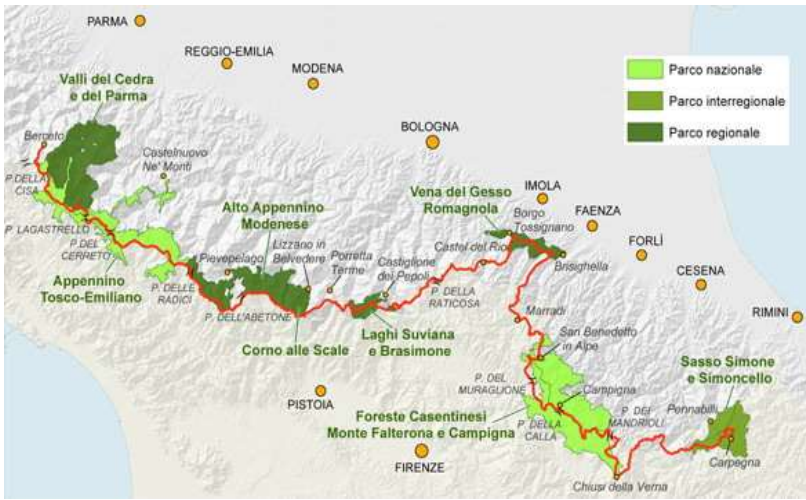 PARMA
REGGIO-EMILIA
MODENA
Parco nazionale
Parco interregionale
Parco regionale
Valli del Cedra
e del Parma
Berceto
Castelnuovo
Ne' Monti
BOLOGNA
P.DELLA
CISA
Vena del Gesso
Romagnola
IMOLA
Borgo
Tossignano
FAENZA
Alto Appennino
Modenese
P. LAGASTRELLO
P. DEL
CERRETO
Lizzano in
Belvedere
Porretta
Terme
Castiglione
dei Pepoli
Castel del Rio
FORLÌ
Brisighella
Pievepelago
CESENA
Appennino
Tosco-Emiliano
P. DELLE
RADICI
P. DELL'ABETONE
P. DELLA
RATICOSA
Marradi
RIMINI
Corno alle Scale
Laghi Suviana
e Brasimone
San Benedetto
in Alpe
Sasso Simone
e Simoncello
P. DEL
MURAGLIONE
Campigna
PISTOIA
Foreste Casentinesi
Monte Falterona e Campigna
P. DELLA
CALLA
P. DEI
MANDRIOLI
Pennabilli
Carpegna
FIRENZE
Chiusi della Verna